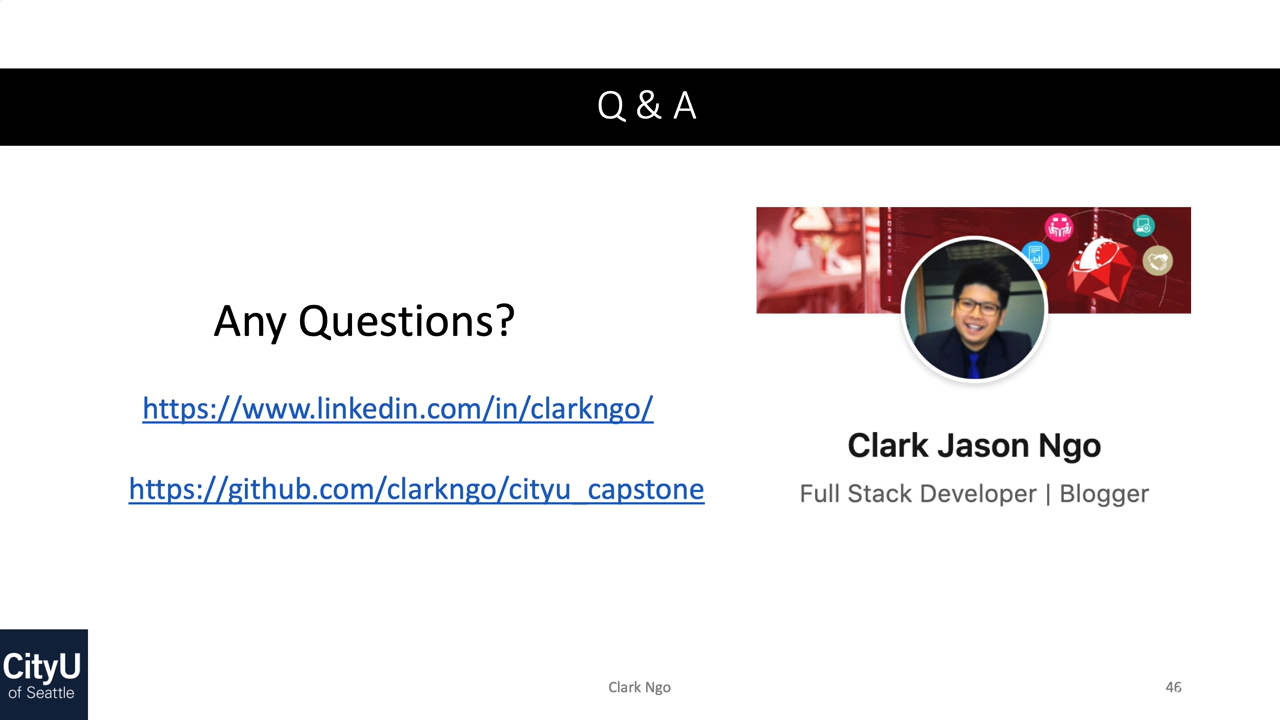 Q & A
Any Questions?
https://www.linkedin.com/in/clarkngo/
https://github.com/clarkngo/cityu_capstone
Clark Jason Ngo
Full Stack Developer | Blogger
CityU
of Seattle
Clark Ngo
46